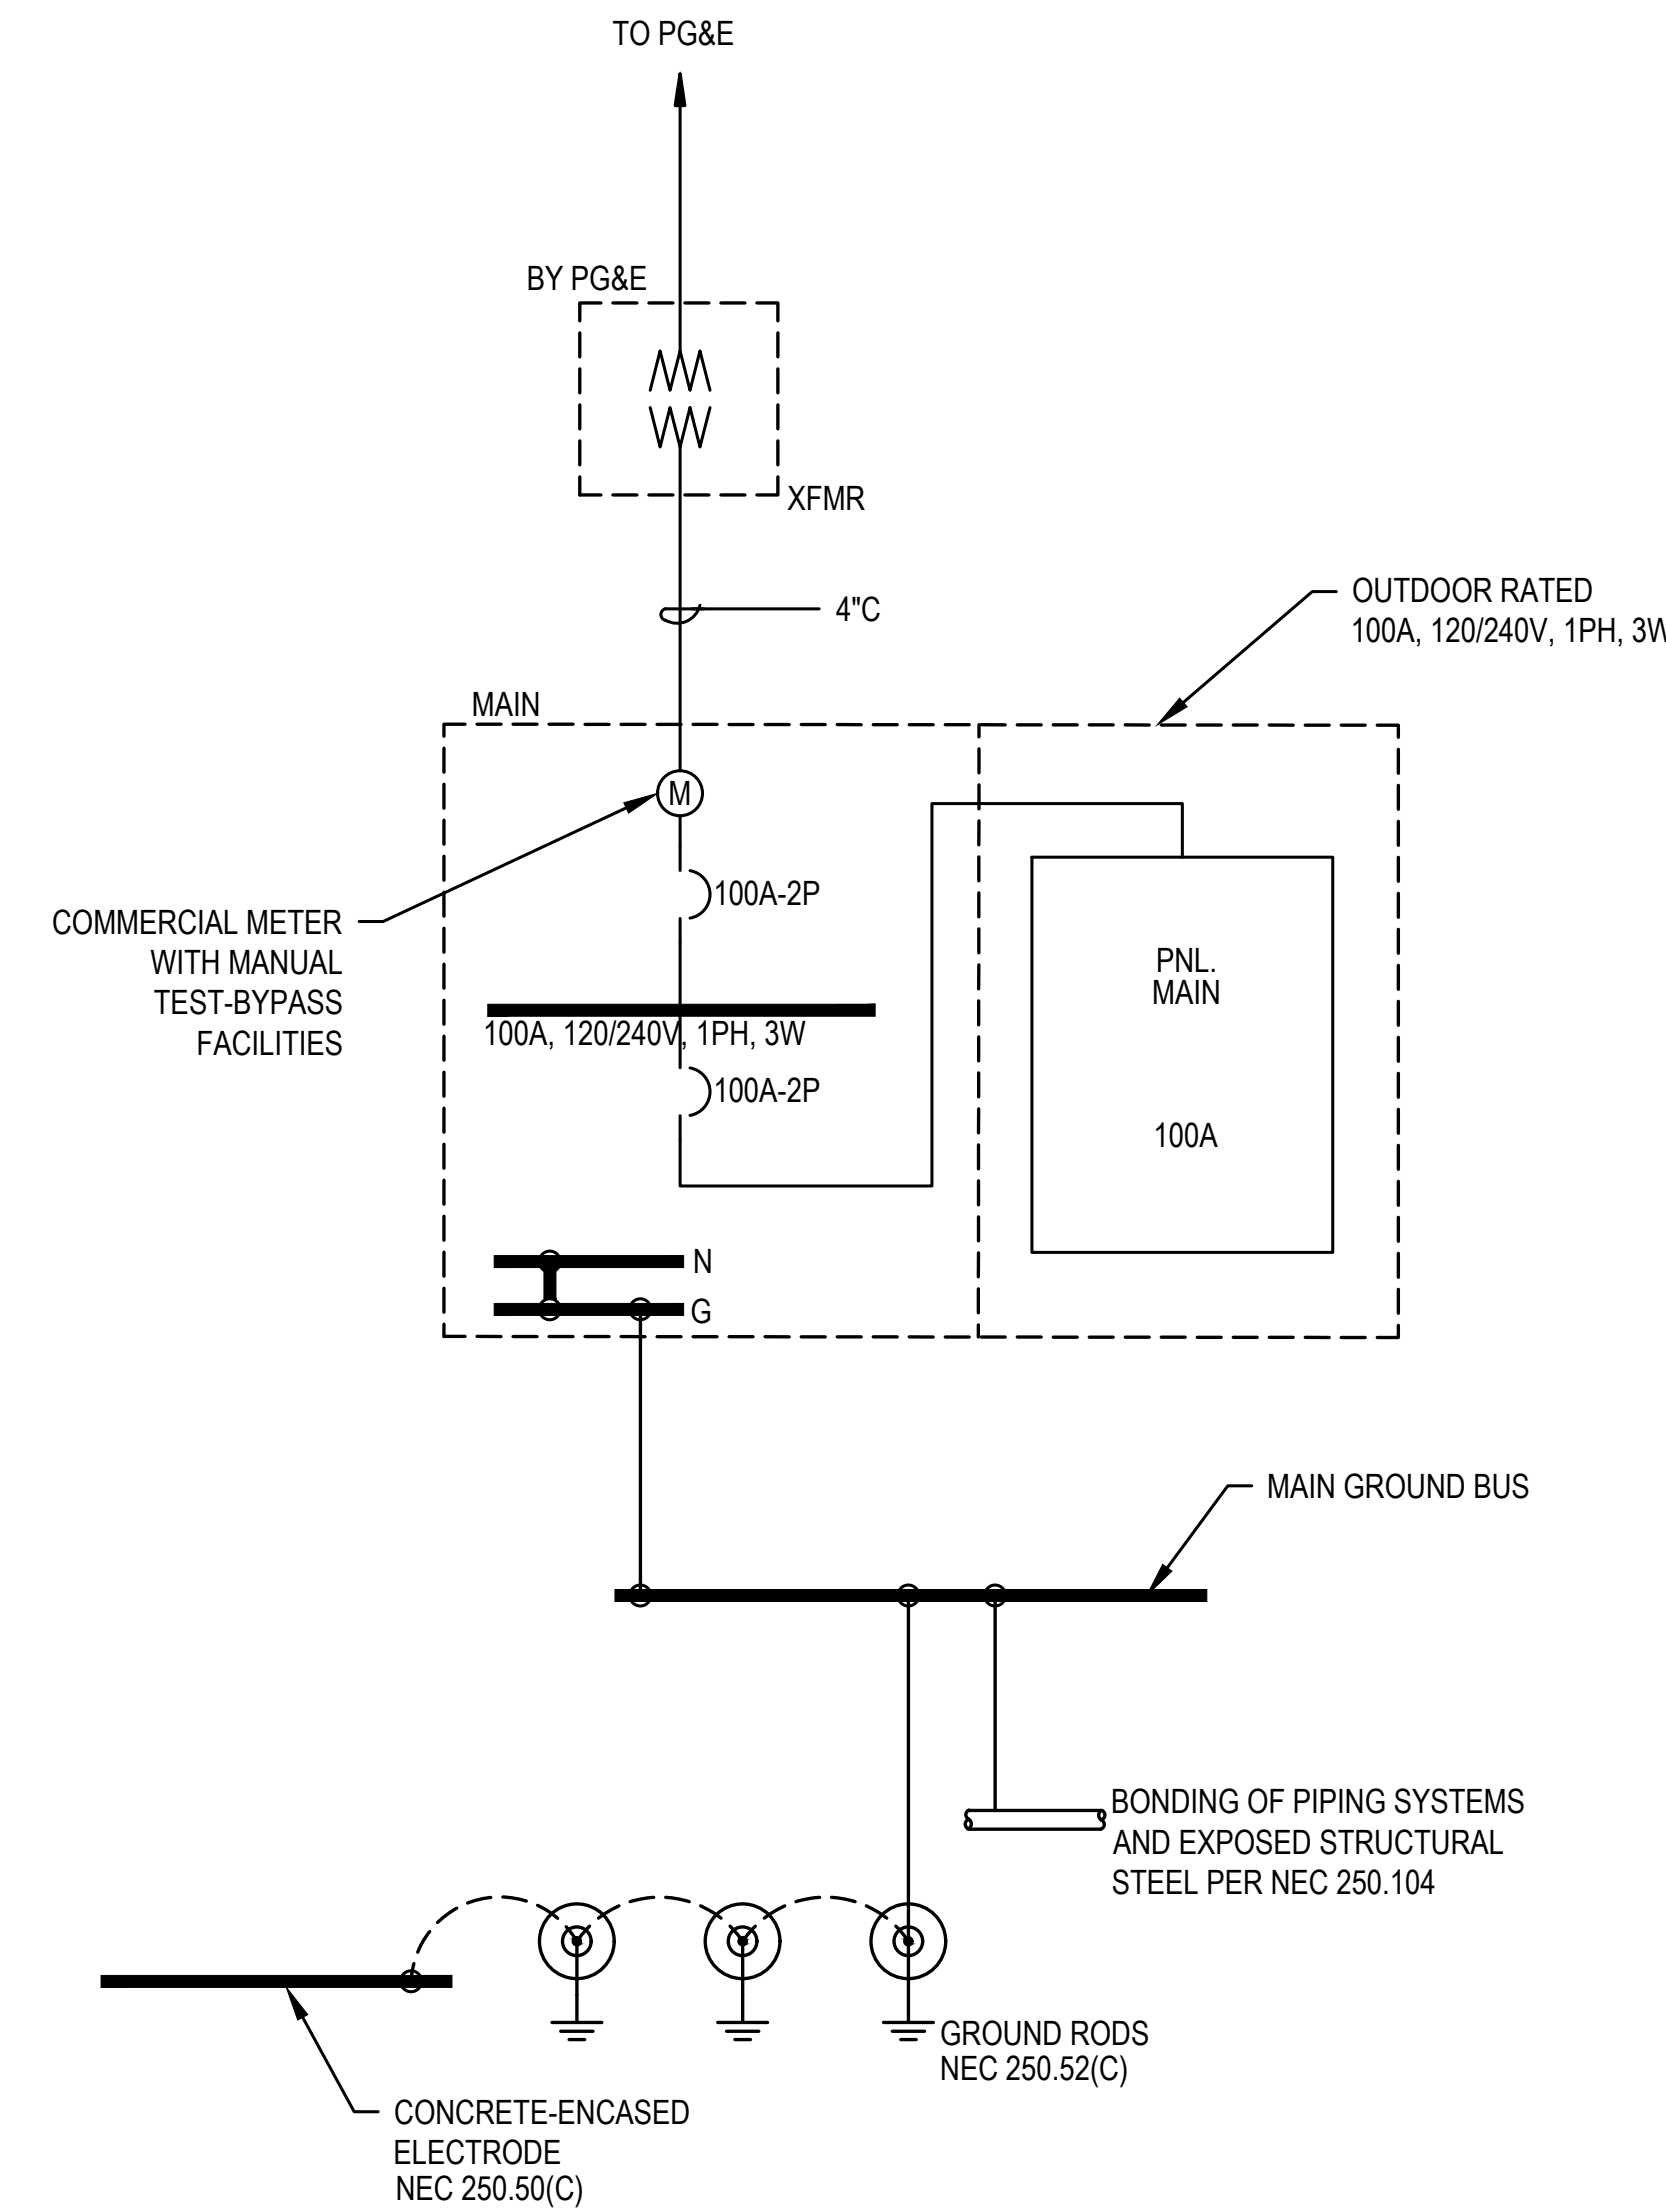 TO PG&E
BY PG&E
XFMR
4"C
OUTDOOR RATED
100A, 120/240V, 1PH, 3W
MAIN
M
100A-2P
COMMERCIAL METER
WITH MANUAL
TEST-BYPASS
FACILITIES
100A, 120/240V, 1PH, 3W
100A-2P
PNL.
MAIN
100A
N
G
MAIN GROUND BUS
BONDING OF PIPING SYSTEMS
AND EXPOSED STRUCTURAL
STEEL PER NEC 250.104
GROUND RODS
NEC 250.52(C)
CONCRETE-ENCASED
ELECTRODE
NEC 250.50(C)